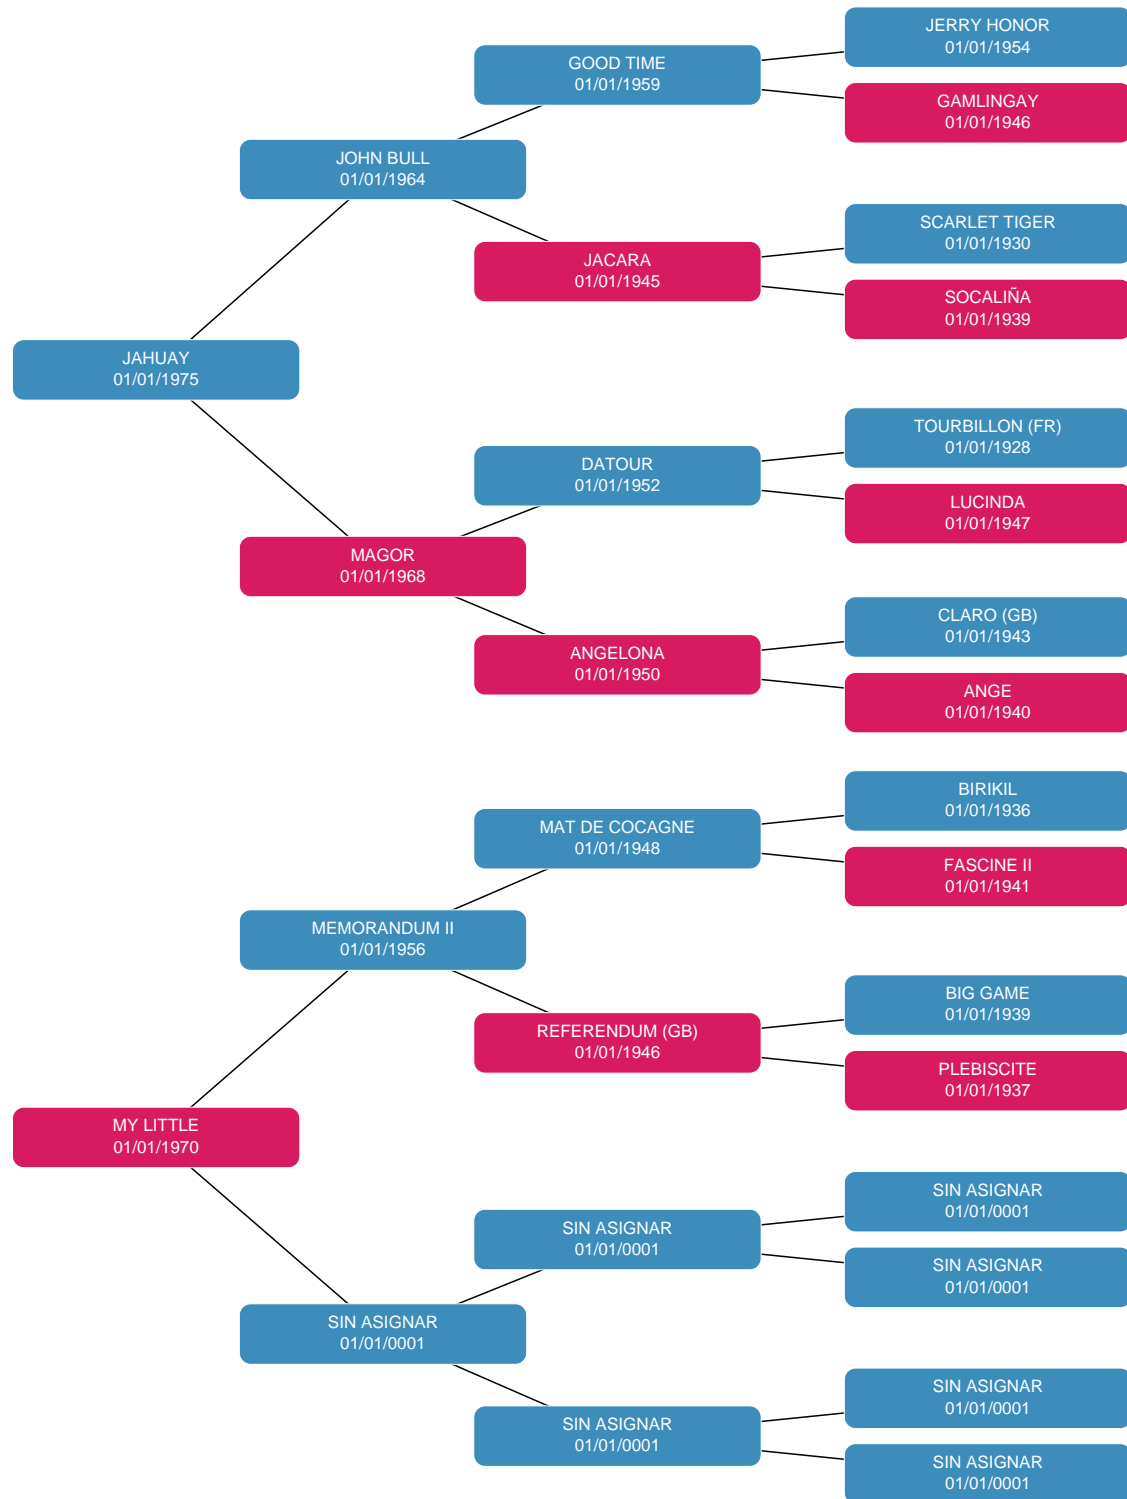 JERRY HONOR
01/01/1954
GOOD TIME
01/01/1959
GAMLINGAY
01/01/1946
JOHN BULL
01/01/1964
SCARLET TIGER
01/01/1930
JACARA
01/01/1945
SOCALIÑA
01/01/1939
JAHUAY
01/01/1975
TOURBILLON (FR)
01/01/1928
DATOUR
01/01/1952
LUCINDA
01/01/1947
MAGOR
01/01/1968
CLARO (GB)
01/01/1943
ANGELONA
01/01/1950
ANGE
01/01/1940
BIRIKIL
01/01/1936
MAT DE COCAGNE
01/01/1948
FASCINE II
01/01/1941
MEMORANDUM II
01/01/1956
BIG GAME
01/01/1939
REFERENDUM (GB)
01/01/1946
PLEBISCITE
01/01/1937
MY LITTLE
01/01/1970
SIN ASIGNAR
01/01/0001
SIN ASIGNAR
01/01/0001
SIN ASIGNAR
01/01/0001
SIN ASIGNAR
01/01/0001
SIN ASIGNAR
01/01/0001
SIN ASIGNAR
01/01/0001
SIN ASIGNAR
01/01/0001